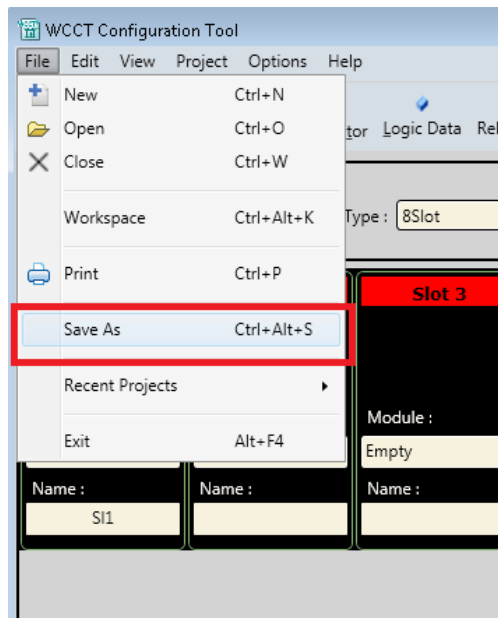 WCCT Configuration Tool
File Edit View Project Options Help
New Ctrl+N
Open Ctrl+O
tor Logic Data Rel
Close Ctrl+W
Workspace Ctrl+Alt+K
Type : 8Slot
Print Ctrl+P
Slot 3
Save As Ctrl+Alt+S
Recent Projects
Module :
Exit Alt+F4
Empty
Name : Name : Name :
SI1